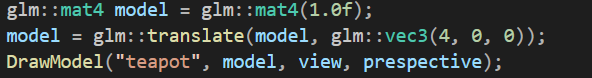 glm::mat4 model = glm::mat4(1.0f);
model = glm::translate(model, glm::vec3(4, 0, 0));
DrawModel("teapot", model, view, prespective);